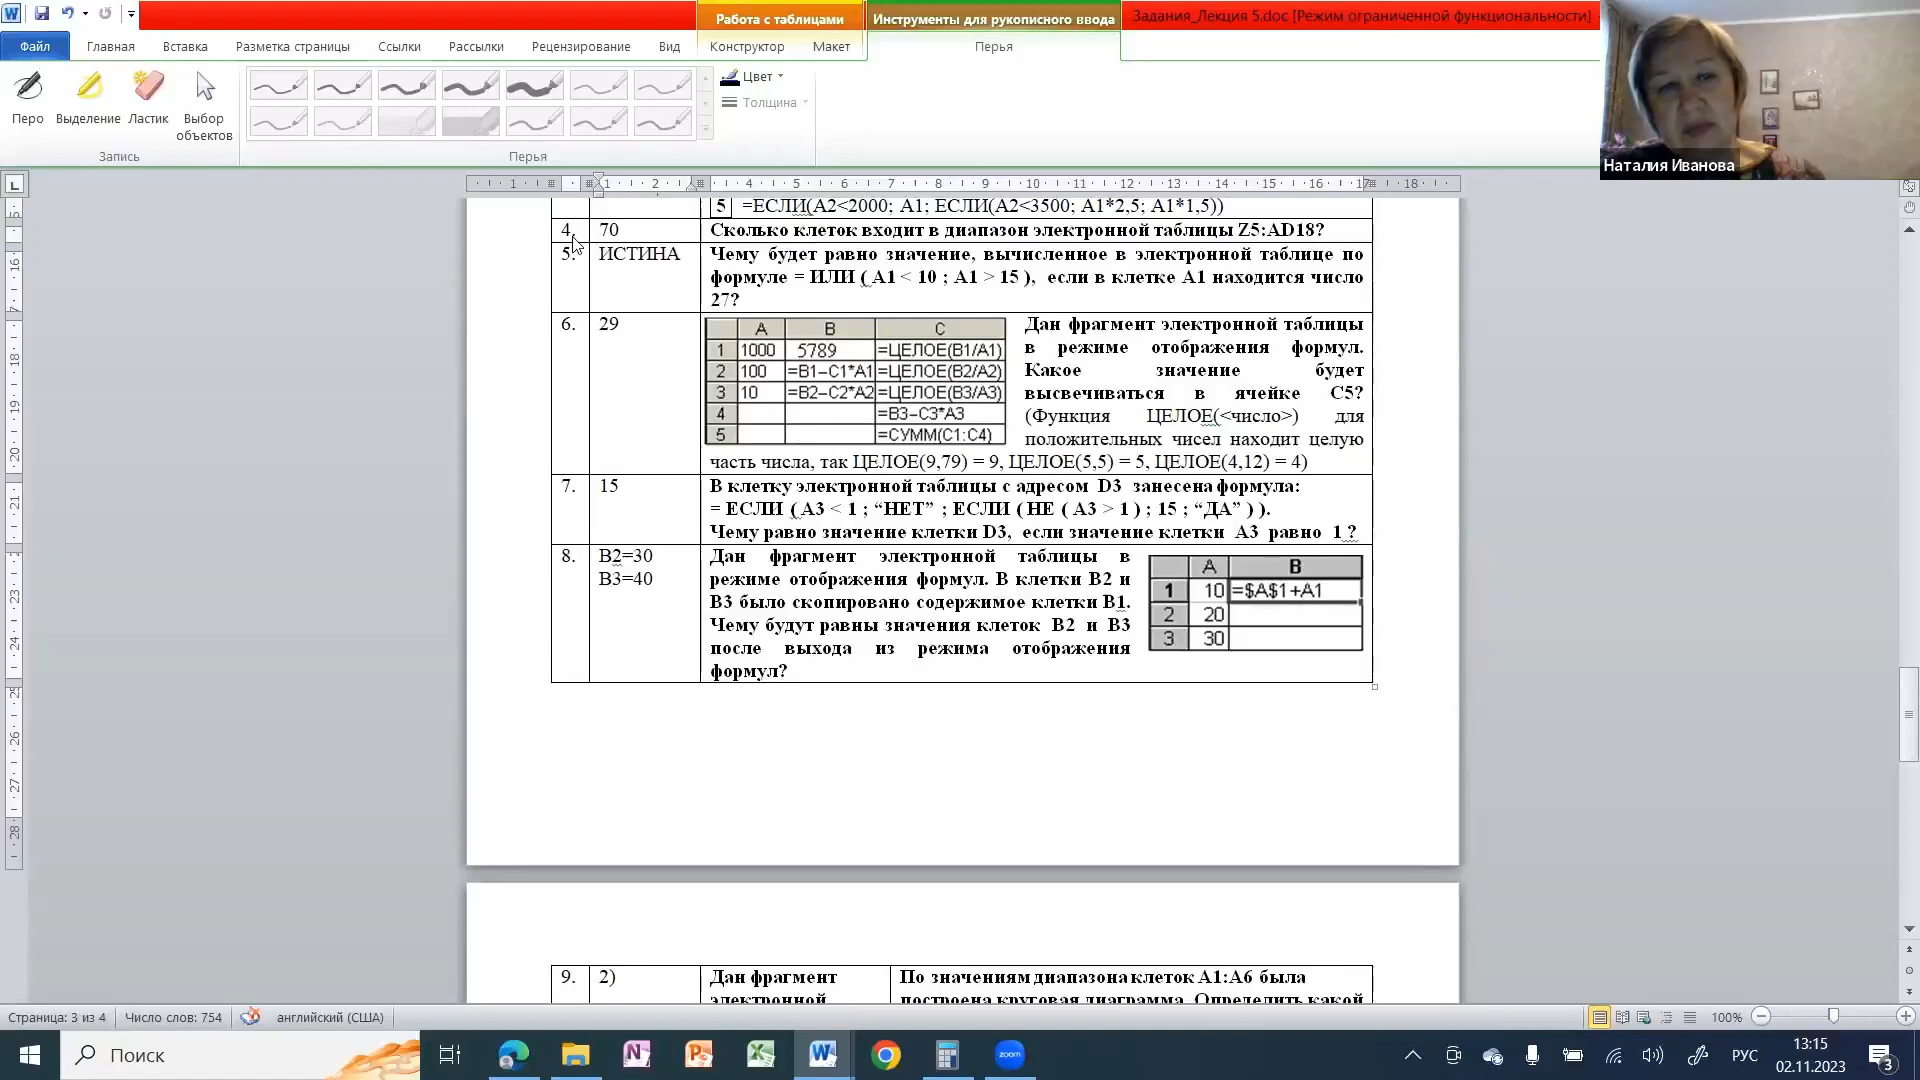 Работа с таблицами
Инструменты для рукописного ввода
Задания_Лекция 5.doc [Режим ограниченной функциональности]
Файл Главная Вставка Разметка страницы Ссылки Рассылки Рецензирование Вид Конструктор Макет Перья
Перо Выделение Ластик Выбор объектов
Цвет
Толщина
Запись
Перья
Наталия Иванова
5 =ЕСЛИ(A2<2000; A1; ЕСЛИ(A2<3500; A1*2,5; A1*1,5))
4. 70 Сколько клеток входит в диапазон электронной таблицы Z5:AD18?
5. ИСТИНА Чему будет равно значение, вычисленное в электронной таблице по
формуле = ИЛИ ( A1 < 10 ; A1 > 15 ), если в клетке A1 находится число
27?
6. 29
A B C
1 1000 5789 =ЦЕЛОЕ(B1/A1)
2 100 =B1−C1*A1 =ЦЕЛОЕ(B2/A2)
3 10 =B2−C2*A2 =ЦЕЛОЕ(B3/A3)
4 =B3−C3*A3
5 =СУММ(C1:C4)
Дан фрагмент электронной таблицы
в режиме отображения формул.
Какое значение будет
высвечиваться в ячейке C5?
(Функция ЦЕЛОЕ(<число>) для
положительных чисел находит целую
часть числа, так ЦЕЛОЕ(9,79) = 9, ЦЕЛОЕ(5,5) = 5, ЦЕЛОЕ(4,12) = 4)
7. 15 В клетку электронной таблицы с адресом D3 занесена формула:
= ЕСЛИ ( A3 < 1 ; “НЕТ” ; ЕСЛИ ( НЕ ( A3 > 1 ) ; 15 ; “ДА” ) ).
Чему равно значение клетки D3, если значение клетки A3 равно 1 ?
8. B2=30
B3=40
Дан фрагмент электронной таблицы в
режиме отображения формул. В клетки B2 и
B3 было скопировано содержимое клетки B1.
Чему будут равны значения клеток B2 и B3
после выхода из режима отображения
формул?
A B
1 10 =$A$1+A1
2 20
3 30
9. 2) Дан фрагмент
электронной
По значениям диапазона клеток A1:A6 была
построена круговая диаграмма. Определить какой
Страница: 3 из 4 Число слов: 754 английский (США) 100%
Поиск
zoom
РУС
13:15
02.11.2023
3